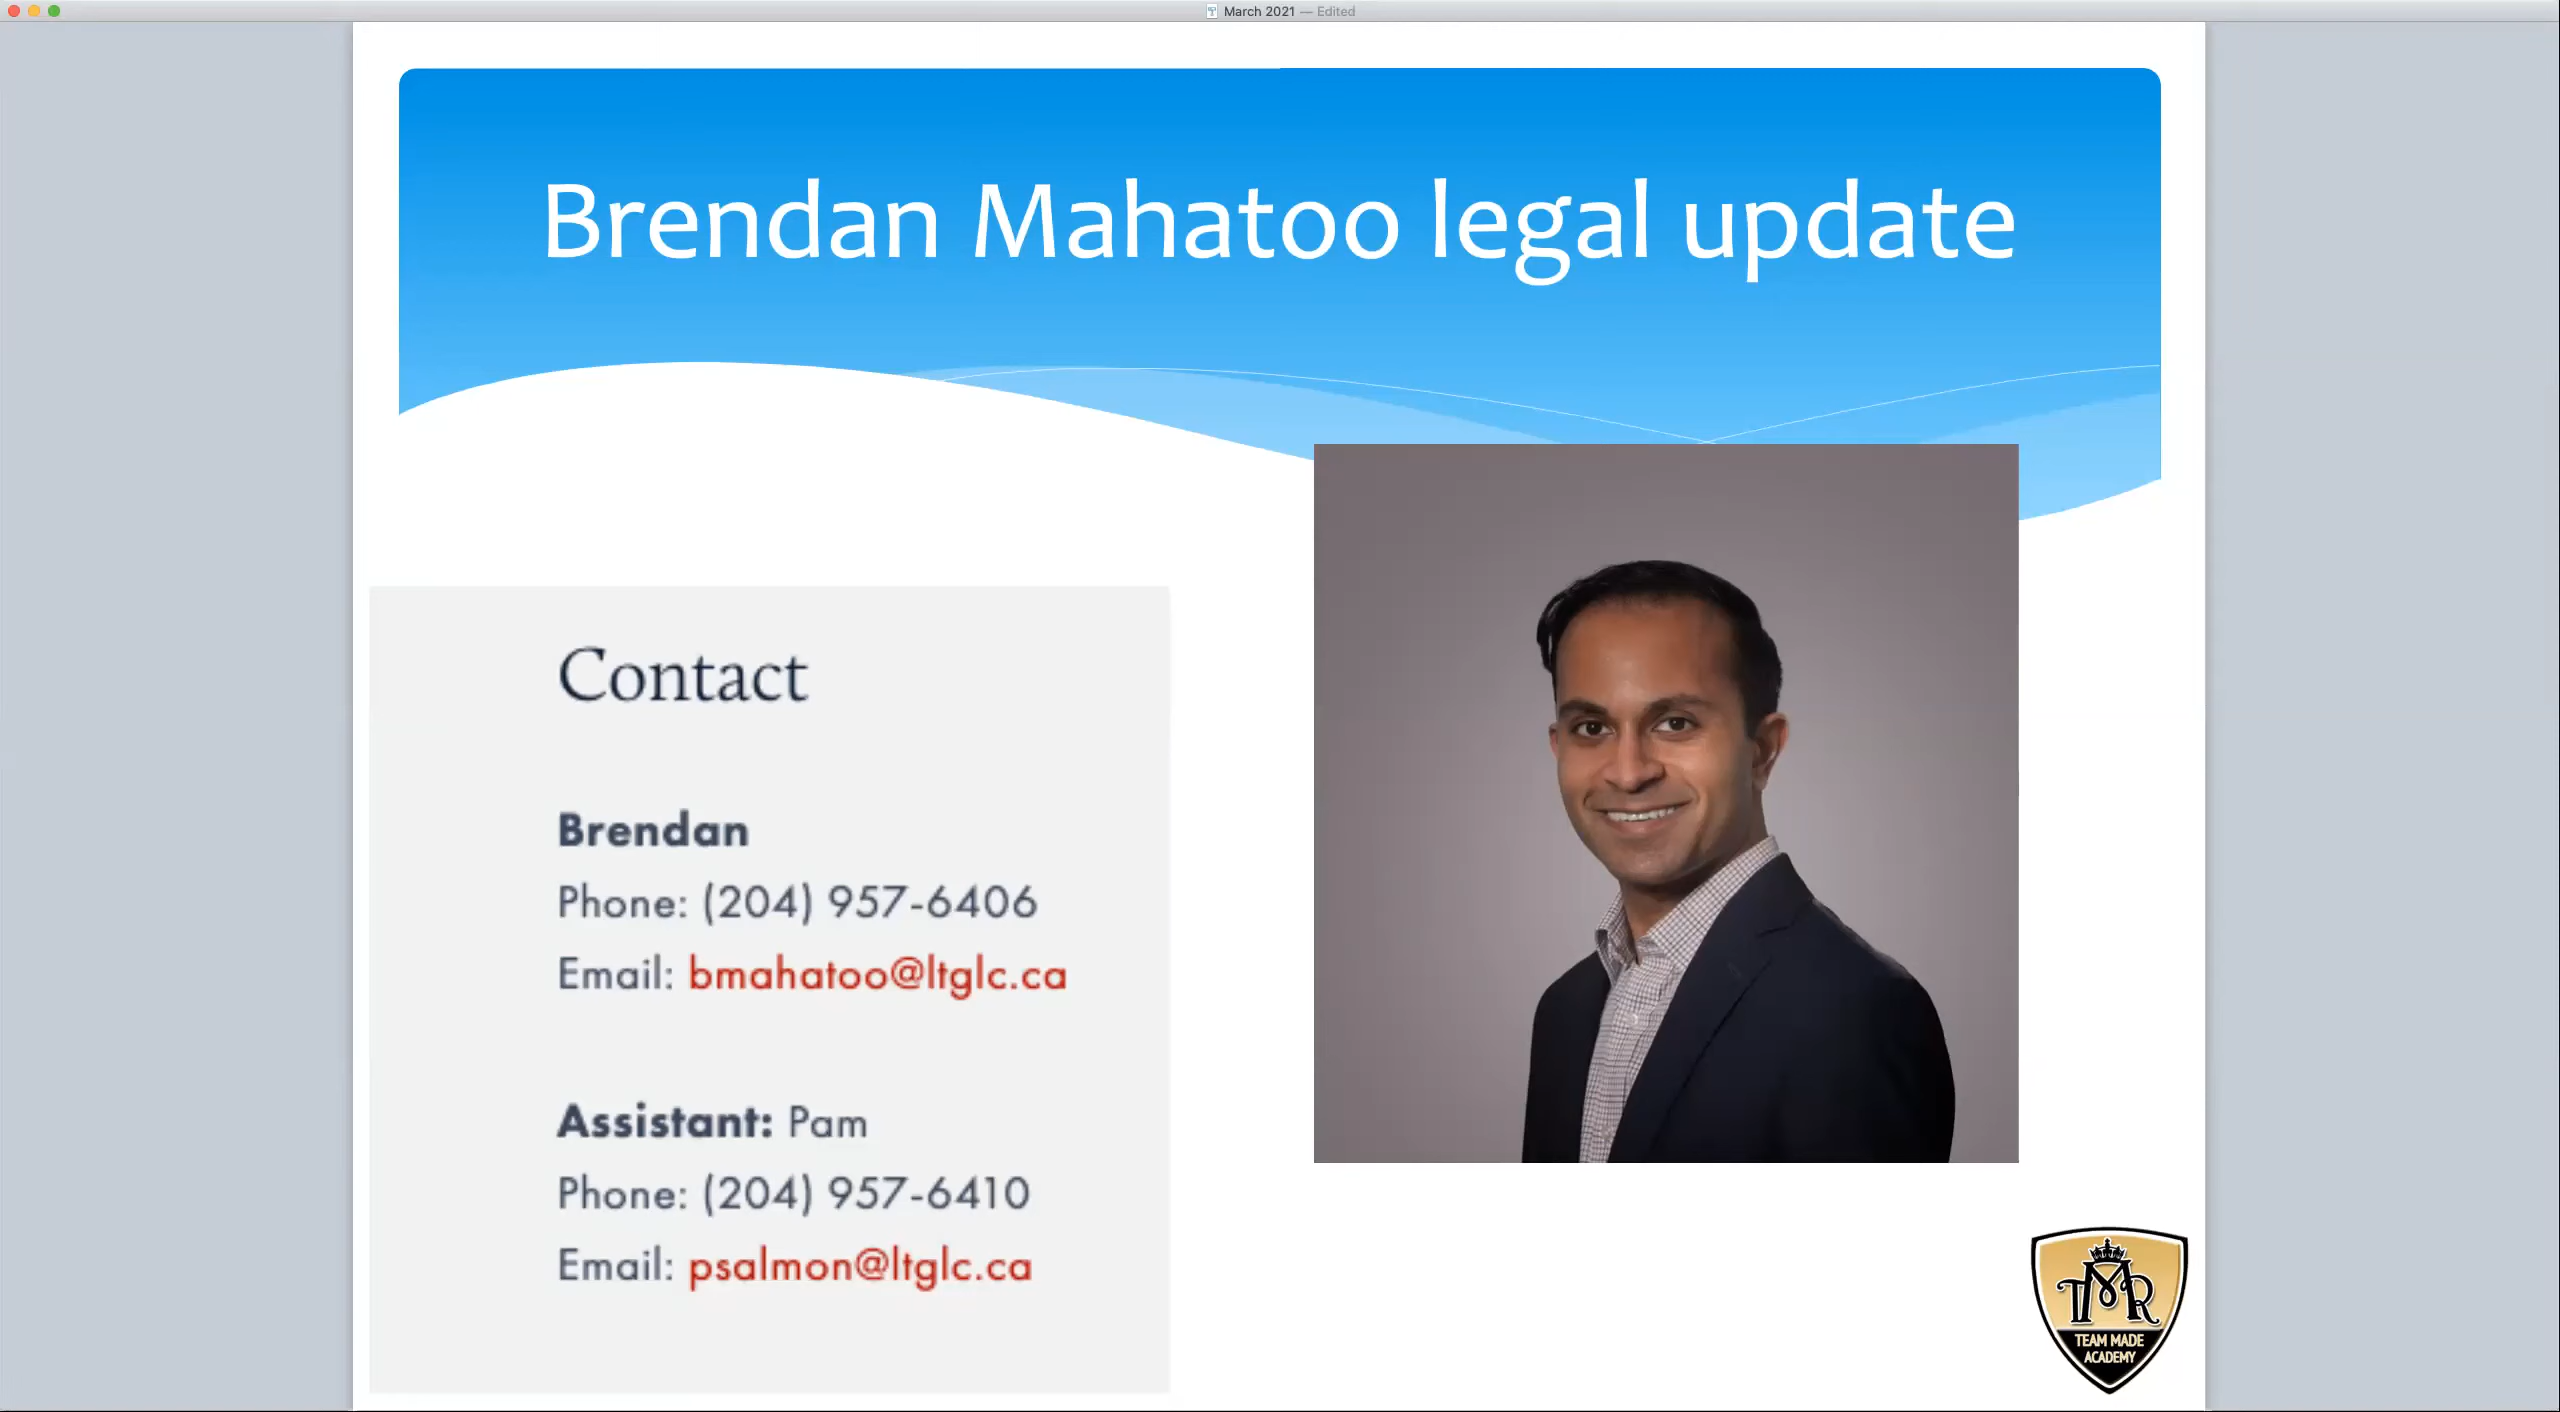 March 2021 — Edited
Brendan Mahatoo legal update
Contact
Brendan
Phone: (204) 957-6406
Email: bmahatoo@ltglc.ca
Assistant: Pam
Phone: (204) 957-6410
Email: psalmon@ltglc.ca
TMR
TEAM MADE
ACADEMY